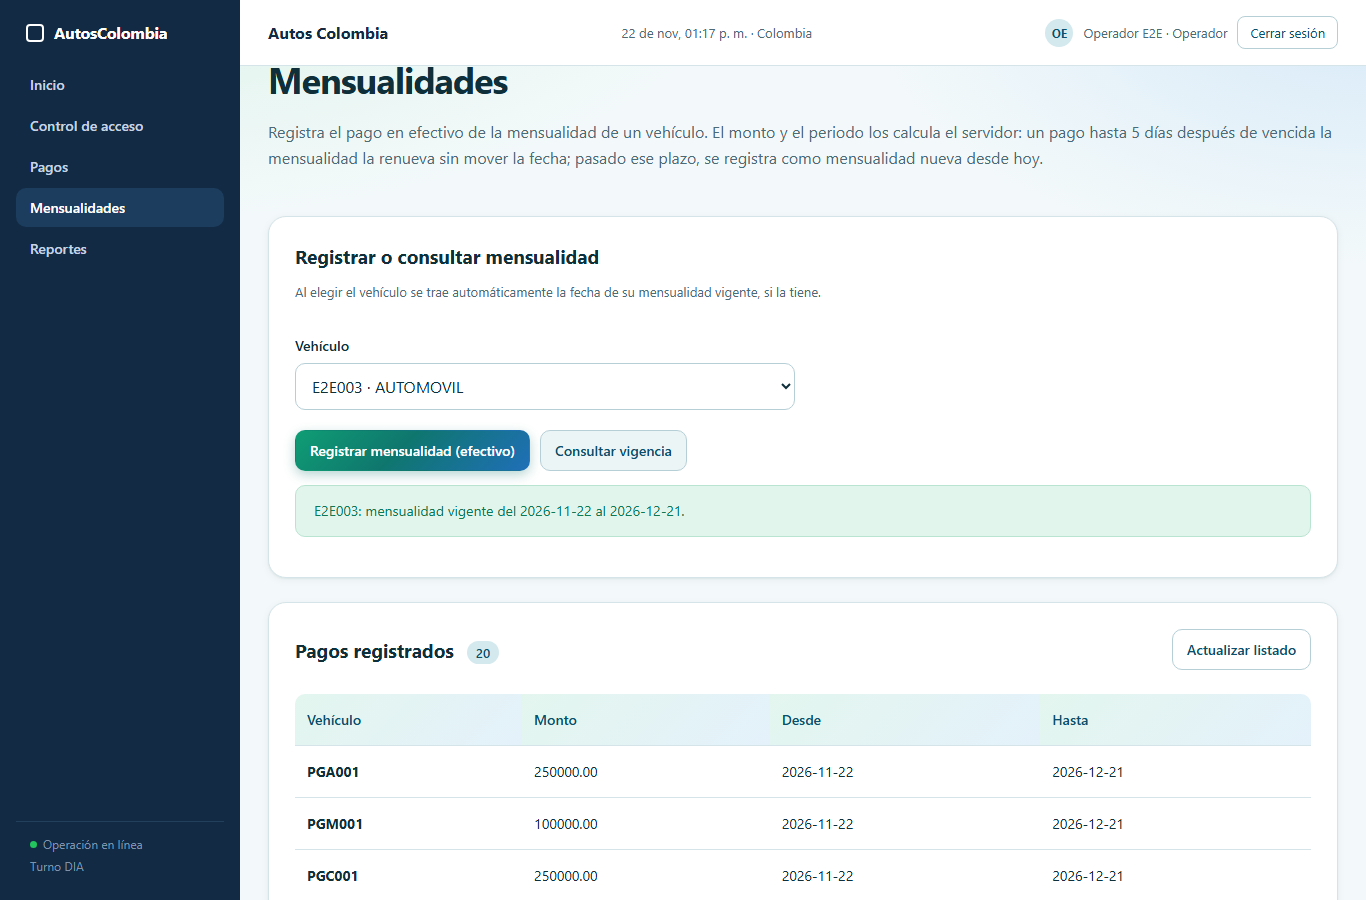 AutosColombia
Inicio
Control de acceso
Pagos
Mensualidades
Reportes
Operación en línea
Turno DIA
Autos Colombia
22 de nov, 01:17 p. m. · Colombia
OE
Operador E2E · Operador
Cerrar sesión
Mensualidades
Registra el pago en efectivo de la mensualidad de un vehículo. El monto y el periodo los calcula el servidor: un pago hasta 5 días después de vencida la
mensualidad la renueva sin mover la fecha; pasado ese plazo, se registra como mensualidad nueva desde hoy.
Registrar o consultar mensualidad
Al elegir el vehículo se trae automáticamente la fecha de su mensualidad vigente, si la tiene.
Vehículo
E2E003 · AUTOMOVIL
Registrar mensualidad (efectivo)
Consultar vigencia
E2E003: mensualidad vigente del 2026-11-22 al 2026-12-21.
Pagos registrados 20
Actualizar listado
Vehículo Monto Desde Hasta
PGA001 250000.00 2026-11-22 2026-12-21
PGM001 100000.00 2026-11-22 2026-12-21
PGC001 250000.00 2026-11-22 2026-12-21